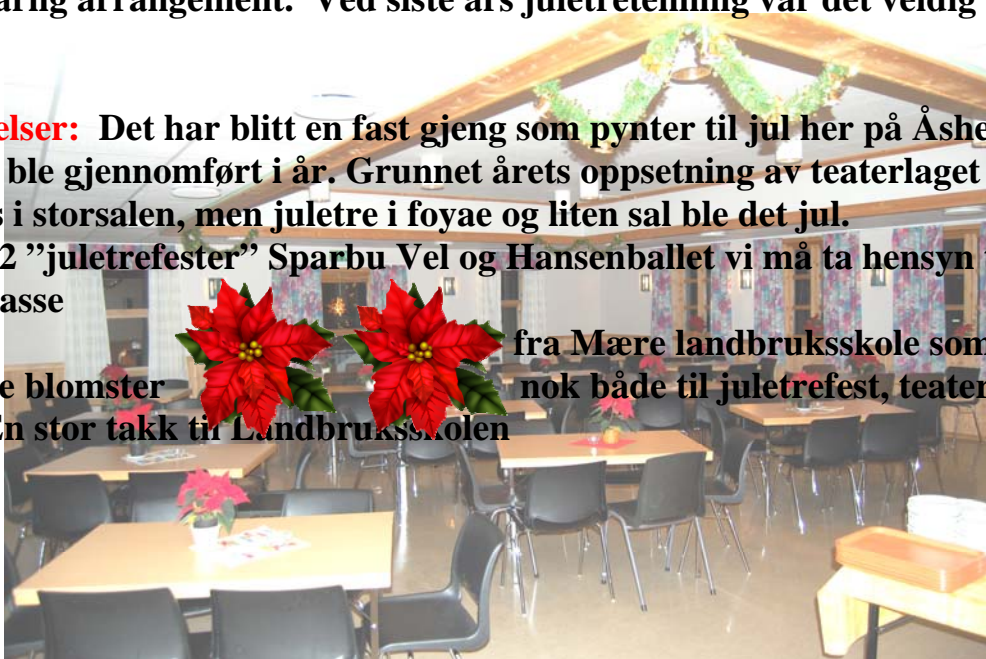 årlig arrangement. Ved siste års juletretenning var det veldig
elser: Det har blitt en fast gjeng som pynter til jul her på Åshe
ble gjennomført i år. Grunnet årets oppsetning av teaterlaget
s i storsalen, men juletre i foyae og liten sal ble det jul.
2 ”juletrefester” Sparbu Vel og Hansenballet vi må ta hensyn
asse
fra Mære landbruksskole som
e blomster nok både til juletrefest, teater
En stor takk til Landbruksskolen